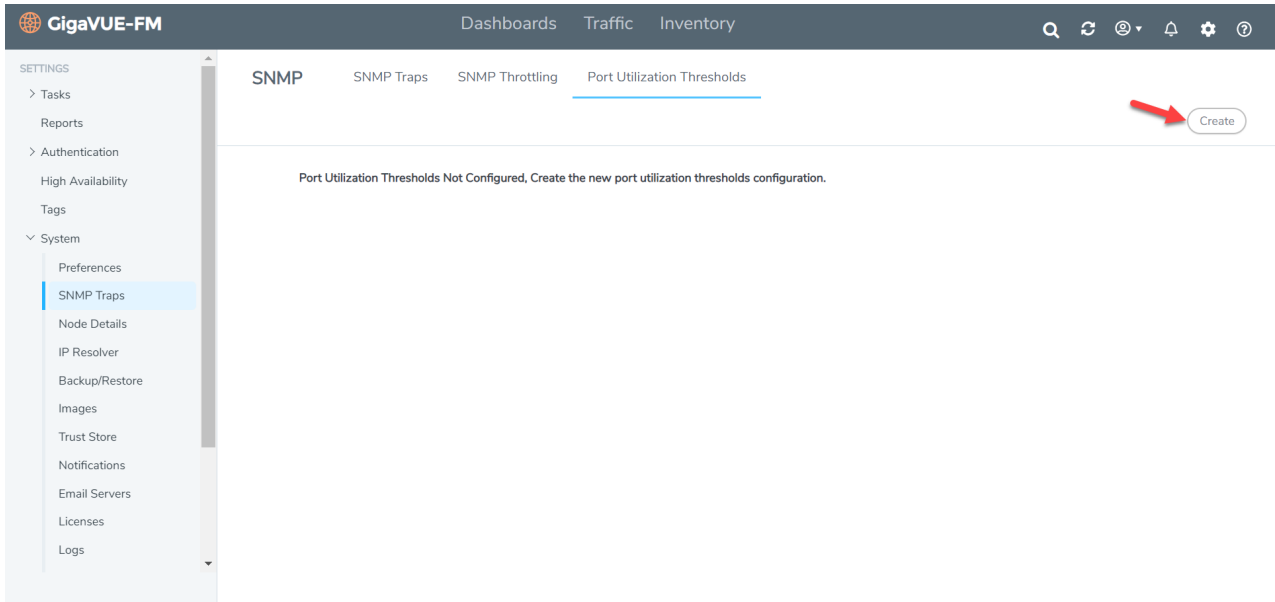 GigaVUE-FM
Dashboards Traffic Inventory
SETTINGS
Tasks
Reports
Authentication
High Availability
Tags
System
Preferences
SNMP Traps
Node Details
IP Resolver
Backup/Restore
Images
Trust Store
Notifications
Email Servers
Licenses
Logs
SNMP SNMP Traps SNMP Throttling Port Utilization Thresholds
Create
Port Utilization Thresholds Not Configured, Create the new port utilization thresholds configuration.